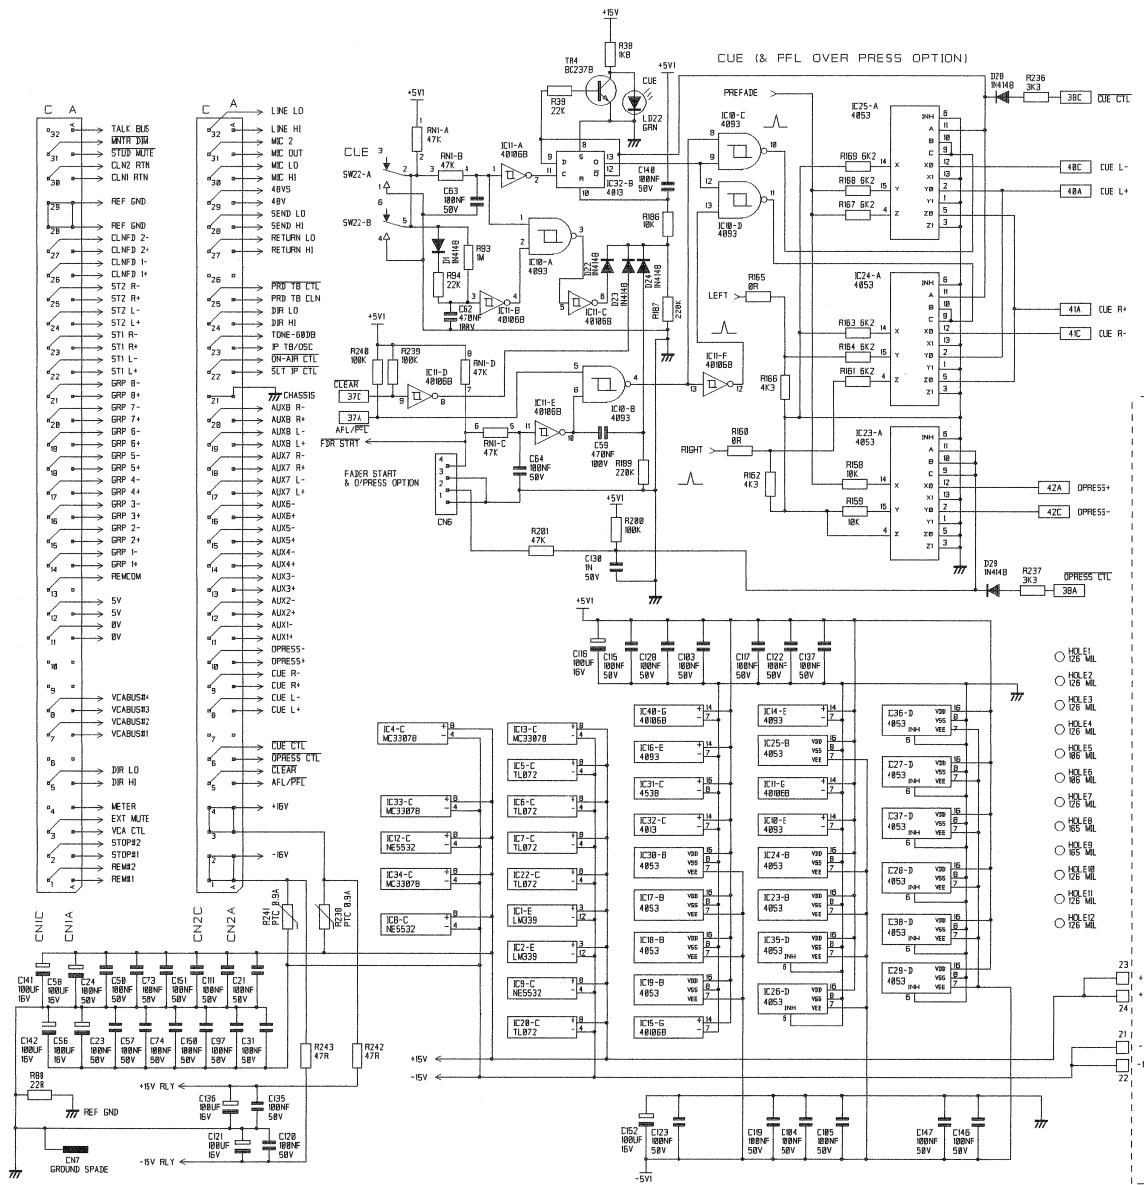 CUE (& PFL OVER PRESS OPTION)
+15V
R38
1K8
TR4
BC237B
CUE
LD22
GRN
R39
22K
+5V1
+5V1
RN1-A
47K
RN1-B
47K
CUE
SW22-A
SW22-B
C63
100NF
50V
IC11-A
40106B
IC32-B
4013
C140
100NF
50V
R186
10K
R187
220K
IC10-A
4093
D1
1N4148
R93
1M
R94
22K
C62
470NF
100V
IC11-B
40106B
IC11-C
40106B
D22
1N4148
D23
1N4148
D24
1N4148
PREFADE
IC10-C
4093
IC10-D
4093
IC11-F
40106B
R169 6K2
R168 6K2
R167 6K2
IC25-A
4053
INH
A
B
C
X0
X1
Y0
Y1
Z0
Z1
D28
1N4148
R236
3K3
38C
CUE CTL
40C
CUE L-
40A
CUE L+
LEFT
R165
0R
R163 6K2
R164 6K2
R161 6K2
R166
4K3
IC24-A
4053
41A
CUE R+
41C
CUE R-
RIGHT
R160
0R
R162
4K3
R158
10K
R159
10K
IC23-A
4053
42A
OPRESS+
42C
OPRESS-
D29
1N4148
R237
3K3
38A
OPRESS CTL
+5V1
R240
100K
R239
100K
CLEAR
37C
37A
AFL/PFL
FDR STRT
IC11-D
40106B
RN1-D
47K
RN1-C
47K
IC11-E
40106B
C64
100NF
50V
IC10-B
4093
C59
470NF
100V
R189
220K
FADER START
& O/PRESS OPTION
CN6
R201
47K
+5V1
R200
100K
C130
1N
50V
C A
TALK BUS
MNTR DIM
STUD MUTE
CLN2 RTN
CLN1 RTN
REF GND
REF GND
CLNFD 2-
CLNFD 2+
CLNFD 1-
CLNFD 1+
ST2 R-
ST2 R+
ST2 L-
ST2 L+
ST1 R-
ST1 R+
ST1 L-
ST1 L+
GRP 8-
GRP 8+
GRP 7-
GRP 7+
GRP 6-
GRP 6+
GRP 5-
GRP 5+
GRP 4-
GRP 4+
GRP 3-
GRP 3+
GRP 2-
GRP 2+
GRP 1-
GRP 1+
REMCOM
5V
5V
0V
0V
VCABUS#4
VCABUS#3
VCABUS#2
VCABUS#1
DIR LO
DIR HI
METER
EXT MUTE
VCA CTL
STOP#2
STOP#1
REM#2
REM#1
CN1C
CN1A
C A
LINE LO
LINE HI
MIC 2
MIC OUT
MIC LO
MIC HI
48VS
48V
SEND LO
SEND HI
RETURN LO
RETURN HI
PRD TB CTL
PRD TB CLN
DIR LO
DIR HI
TONE-60DB
IP TB/OSC
ON-AIR CTL
SLT IP CTL
CHASSIS
AUX8 R-
AUX8 R+
AUX8 L-
AUX8 L+
AUX7 R-
AUX7 R+
AUX7 L-
AUX7 L+
AUX6-
AUX6+
AUX5-
AUX5+
AUX4-
AUX4+
AUX3-
AUX3+
AUX2-
AUX2+
AUX1-
AUX1+
OPRESS-
OPRESS+
CUE R-
CUE R+
CUE L-
CUE L+
CUE CTL
OPRESS CTL
CLEAR
AFL/PFL
+16V
-16V
CN2C
CN2A
R241
PTC 0.9A
R238
PTC 0.9A
+5V1
C116
100UF
16V
C115
100NF
50V
C128
100NF
50V
C103
100NF
50V
C117
100NF
50V
C122
100NF
50V
C137
100NF
50V
IC4-C
MC33078
IC33-C
MC33078
IC12-C
NE5532
IC34-C
MC33078
IC8-C
NE5532
IC13-C
MC33078
IC5-C
TL072
IC6-C
TL072
IC7-C
TL072
IC22-C
TL072
IC1-E
LM339
IC2-E
LM339
IC9-C
NE5532
IC20-C
TL072
IC40-G
40106B
IC16-E
4093
IC31-C
4538
IC32-C
4013
IC30-B
4053
IC17-B
4053
IC18-B
4053
IC19-B
4053
IC15-G
40106B
IC14-E
4093
IC25-B
4053
IC11-G
40106B
IC10-E
4093
IC24-B
4053
IC23-B
4053
IC35-D
4053
IC26-D
4053
IC36-D
4053
IC27-D
4053
IC37-D
4053
IC28-D
4053
IC38-D
4053
IC29-D
4053
VDD
VSS
VEE
INH
HOLE1
126 MIL
HOLE2
126 MIL
HOLE3
126 MIL
HOLE4
126 MIL
HOLE5
106 MIL
HOLE6
106 MIL
HOLE7
126 MIL
HOLE8
165 MIL
HOLE9
165 MIL
HOLE10
126 MIL
HOLE11
126 MIL
HOLE12
126 MIL
23
24
21
22
C141
100UF
16V
C58
100UF
16V
C24
100NF
50V
C50
100NF
50V
C73
100NF
50V
C151
100NF
50V
C111
100NF
50V
C21
100NF
50V
C142
100UF
16V
C56
100UF
16V
C23
100NF
50V
C57
100NF
50V
C74
100NF
50V
C150
100NF
50V
C97
100NF
50V
C31
100NF
50V
R243
47R
R242
47R
+15V
-15V
R88
22R
REF GND
CN7
GROUND SPADE
+15V RLY
C136
100UF
16V
C135
100NF
50V
C121
100UF
16V
C120
100NF
50V
-15V RLY
C152
100UF
16V
C123
100NF
50V
C119
100NF
50V
C104
100NF
50V
C105
100NF
50V
C147
100NF
50V
C146
100NF
50V
-5V1